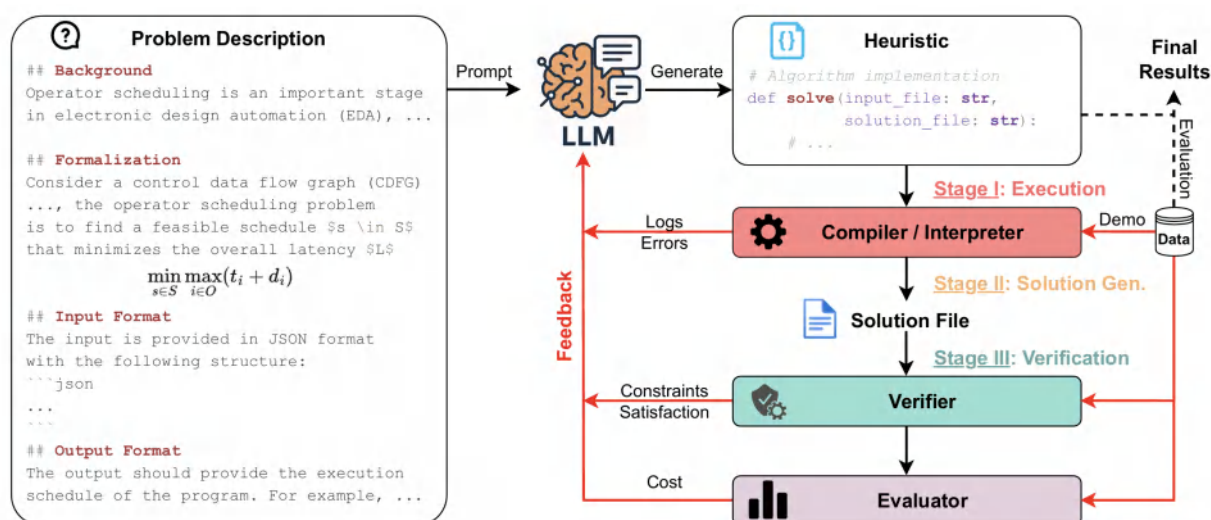 Problem Description
## Background
Operator scheduling is an important stage
in electronic design automation (EDA), ...
## Formalization
Consider a control data flow graph (CDFG)
..., the operator scheduling problem
is to find a feasible schedule $s \in S$
that minimizes the overall latency $L$
min max(t_i + d_i)
s∈S i∈O
## Input Format
The input is provided in JSON format
with the following structure:
```json
...
```
## Output Format
The output should provide the execution
schedule of the program. For example, ...
Prompt
LLM
Generate
Heuristic
{}
# Algorithm implementation
def solve(input_file: str,
solution_file: str):
# ...
Final
Results
Evaluation
Data
Demo
Stage I: Execution
Compiler / Interpreter
Logs
Errors
Stage II: Solution Gen.
Solution File
Stage III: Verification
Verifier
Constraints
Satisfaction
Feedback
Cost
Evaluator